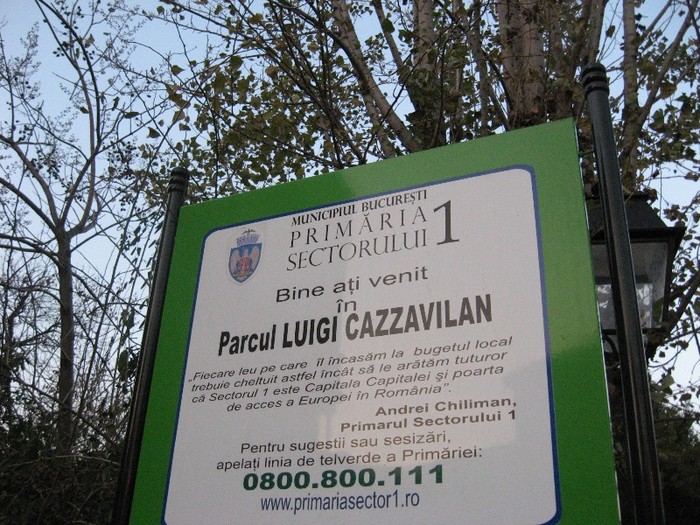 MUNICIPIUL BUCUREŞTI
PRIMĂRIA
SECTORULUI 1
Bine aţi venit
în
Parcul LUIGI CAZZAVILAN
„Fiecare leu pe care îl încasăm la bugetul local
trebuie cheltuit astfel încât să le arătăm tuturor
că Sectorul 1 este Capitala Capitalei şi poarta
de acces a Europei în România”.
Andrei Chiliman,
Primarul Sectorului 1
Pentru sugestii sau sesizări,
apelaţi linia de telverde a Primăriei:
0800.800.111
www.primariasector1.ro